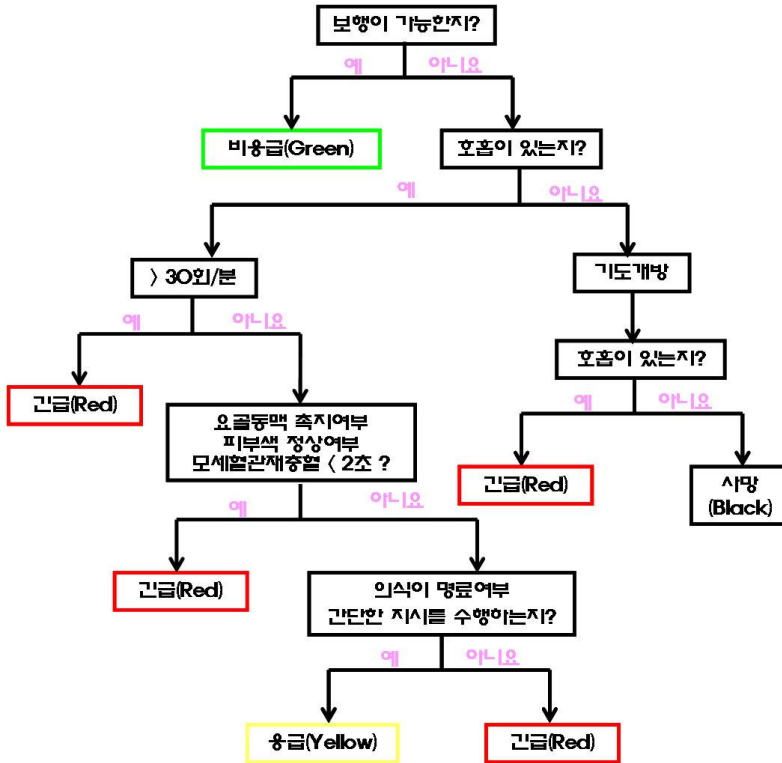 보행이 가능한지?
예 아니요
비응급(Green)
호흡이 있는지?
예 아니요
> 30회/분
기도개방
예 아니요
호흡이 있는지?
긴급(Red)
예 아니요
요골동맥 촉지여부
피부색 정상여부
모세혈관재충혈 < 2초 ?
긴급(Red)
사망
(Black)
예 아니요
긴급(Red)
의식이 명료여부
간단한 지시를 수행하는지?
예 아니요
응급(Yellow)
긴급(Red)